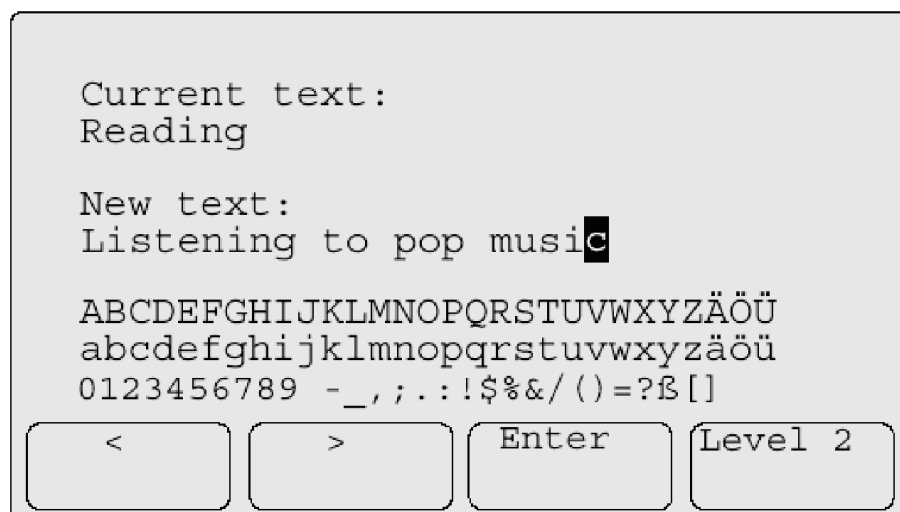 Current text:
Reading
New text:
Listening to pop music
ABCDEFGHIJKLMNOPQRSTUVWXYZÄÖÜ
abcdefghijklmnopqrstuvwxyzäöü
0123456789 -_,;.:!$%&/()=?ß[]
< > Enter Level 2